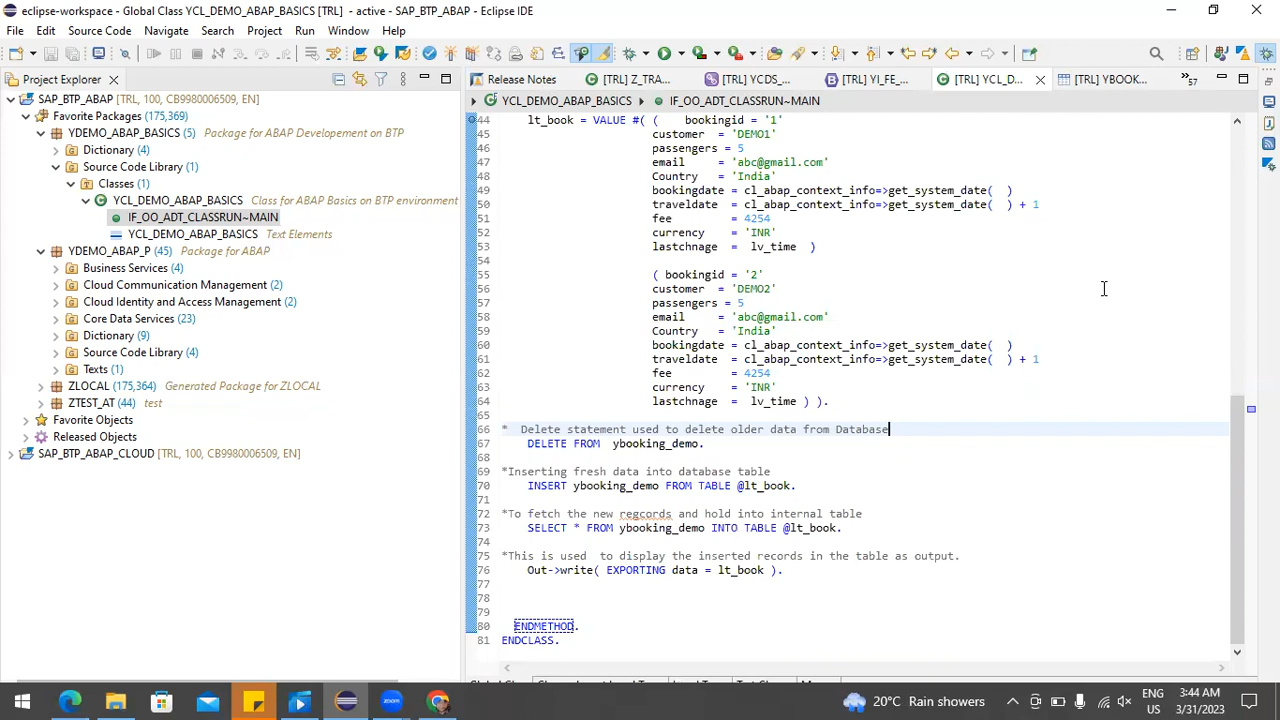 eclipse-workspace - Global Class YCL_DEMO_ABAP_BASICS [TRL] - active - SAP_BTP_ABAP - Eclipse IDE
File Edit Source Code Navigate Search Project Run Window Help
Project Explorer
Release Notes [TRL] Z_TRA... [TRL] YCDS_... [TRL] YI_FE_... [TRL] YCL_D... [TRL] YBOOK... 57
YCL_DEMO_ABAP_BASICS IF_OO_ADT_CLASSRUN~MAIN
SAP_BTP_ABAP [TRL, 100, CB9980006509, EN]
Favorite Packages (175,369)
YDEMO_ABAP_BASICS (5) Package for ABAP Developement on BTP
Dictionary (4)
Source Code Library (1)
Classes (1)
YCL_DEMO_ABAP_BASICS Class for ABAP Basics on BTP environment
IF_OO_ADT_CLASSRUN~MAIN
YCL_DEMO_ABAP_BASICS Text Elements
YDEMO_ABAP_P (45) Package for ABAP
Business Services (4)
Cloud Communication Management (2)
Cloud Identity and Access Management (2)
Core Data Services (23)
Dictionary (9)
Source Code Library (4)
Texts (1)
ZLOCAL (175,364) Generated Package for ZLOCAL
ZTEST_AT (44) test
Favorite Objects
Released Objects
SAP_BTP_ABAP_CLOUD [TRL, 100, CB9980006509, EN]
44 lt_book = VALUE #( ( bookingid = '1'
45 customer = 'DEMO1'
46 passengers = 5
47 email = 'abc@gmail.com'
48 Country = 'India'
49 bookingdate = cl_abap_context_info=>get_system_date( )
50 traveldate = cl_abap_context_info=>get_system_date( ) + 1
51 fee = 4254
52 currency = 'INR'
53 lastchnage = lv_time )
54
55 ( bookingid = '2'
56 customer = 'DEMO2'
57 passengers = 5
58 email = 'abc@gmail.com'
59 Country = 'India'
60 bookingdate = cl_abap_context_info=>get_system_date( )
61 traveldate = cl_abap_context_info=>get_system_date( ) + 1
62 fee = 4254
63 currency = 'INR'
64 lastchnage = lv_time ) ).
65
66 * Delete statement used to delete older data from Database
67 DELETE FROM ybooking_demo.
68
69 *Inserting fresh data into database table
70 INSERT ybooking_demo FROM TABLE @lt_book.
71
72 *To fetch the new regcords and hold into internal table
73 SELECT * FROM ybooking_demo INTO TABLE @lt_book.
74
75 *This is used to display the inserted records in the table as output.
76 Out->write( EXPORTING data = lt_book ).
77
78
79
80 ENDMETHOD.
81 ENDCLASS.
zoom
20°C Rain showers
ENG
US
3:44 AM
3/31/2023